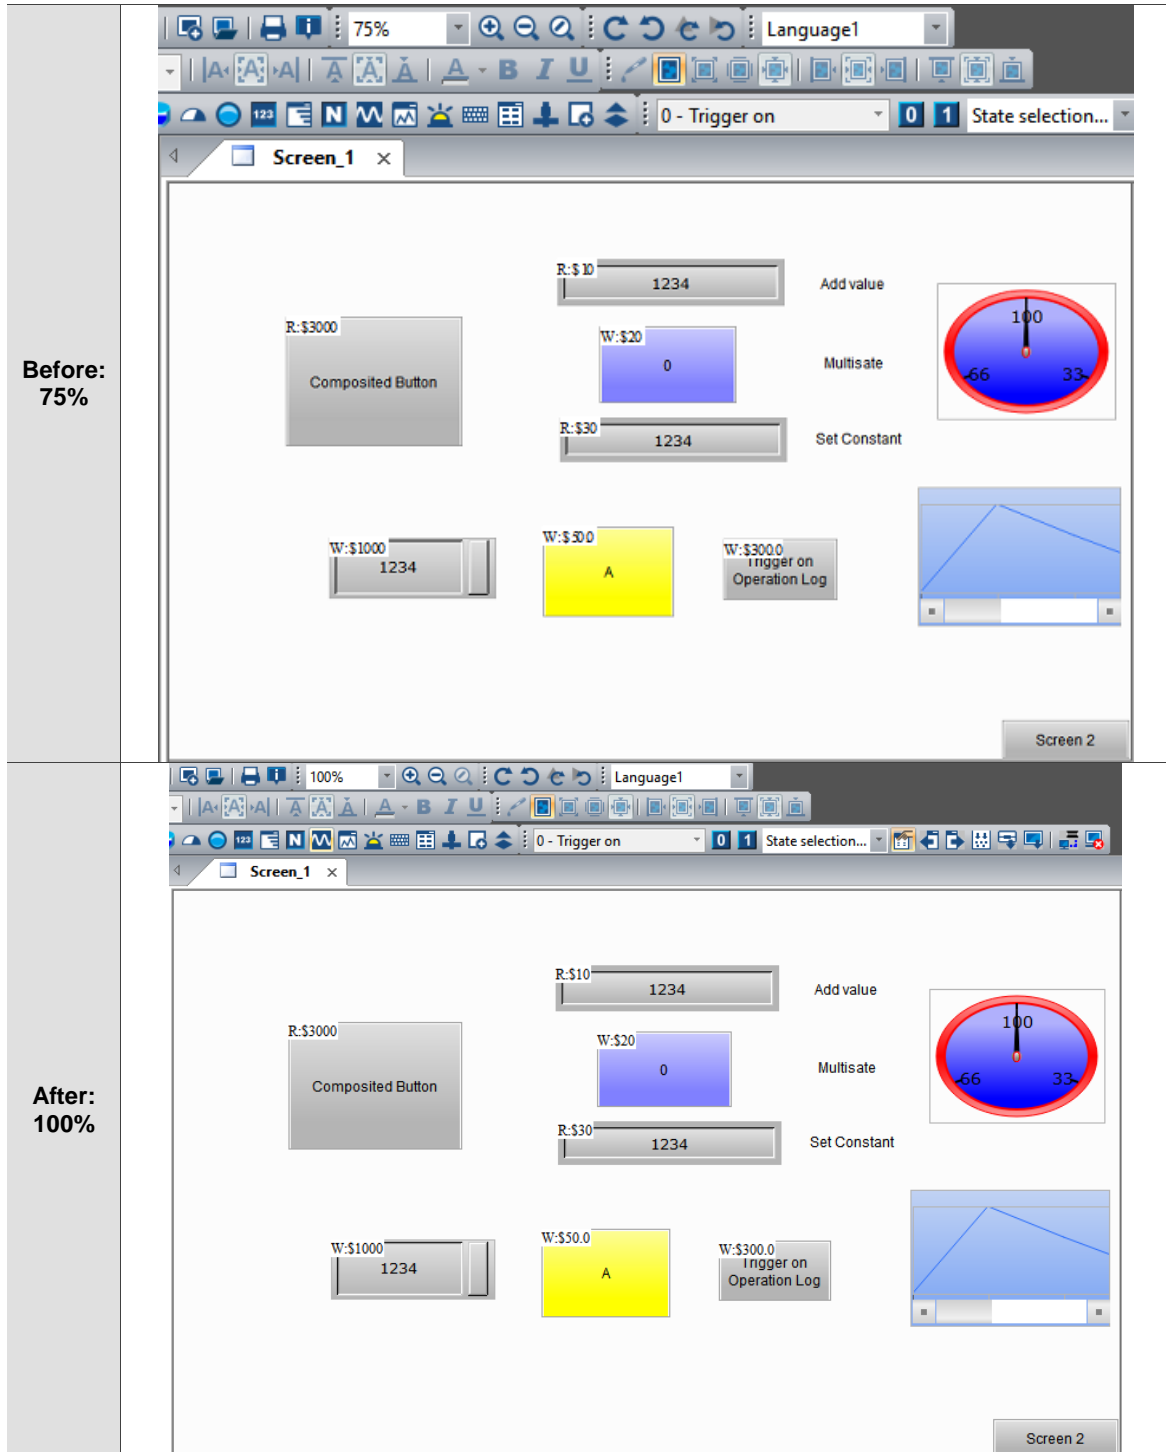 75%
Language1
A A A A A A A B I U
123 N 0 - Trigger on 0 1 State selection...
Screen_1
R:$10
1234
Add value
100
66
33
R:$3000
Composited Button
W:$20
0
Multisate
R:$30
1234
Set Constant
W:$1000
1234
W:$50.0
A
W:$300.0
Trigger on
Operation Log
Screen 2
Before:
75%
100%
Language1
A A A A A A A B I U
123 N 0 - Trigger on 0 1 State selection...
Screen_1
R:$10
1234
Add value
100
66
33
R:$3000
Composited Button
W:$20
0
Multisate
R:$30
1234
Set Constant
W:$1000
1234
W:$50.0
A
W:$300.0
Trigger on
Operation Log
Screen 2
After:
100%